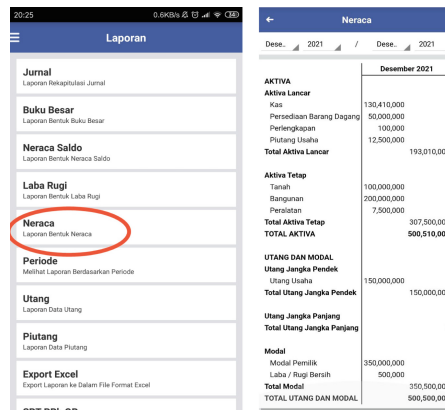 20:25
0.6KB/s
34
Laporan
Jurnal
Laporan Rekapitulasi Jurnal
Buku Besar
Laporan Bentuk Buku Besar
Neraca Saldo
Laporan Bentuk Neraca Saldo
Laba Rugi
Laporan Bentuk Laba Rugi
Neraca
Laporan Bentuk Neraca
Periode
Melihat Laporan Berdasarkan Periode
Utang
Laporan Data Utang
Piutang
Laporan Data Piutang
Export Excel
Export Laporan ke Dalam File Format Excel
Neraca
Dese.. 2021 / Dese.. 2021
Desember 2021
AKTIVA
Aktiva Lancar
Kas 130,410,000
Persediaan Barang Dagang 50,000,000
Perlengkapan 100,000
Piutang Usaha 12,500,000
Total Aktiva Lancar 193,010,00
Aktiva Tetap
Tanah 100,000,000
Bangunan 200,000,000
Peralatan 7,500,000
Total Aktiva Tetap 307,500,00
TOTAL AKTIVA 500,510,00
UTANG DAN MODAL
Utang Jangka Pendek
Utang Usaha 150,000,000
Total Utang Jangka Pendek 150,000,00
Utang Jangka Panjang
Total Utang Jangka Panjang
Modal
Modal Pemilik 350,000,000
Laba / Rugi Bersih 500,000
Total Modal 350,500,00
TOTAL UTANG DAN MODAL 500,500,00